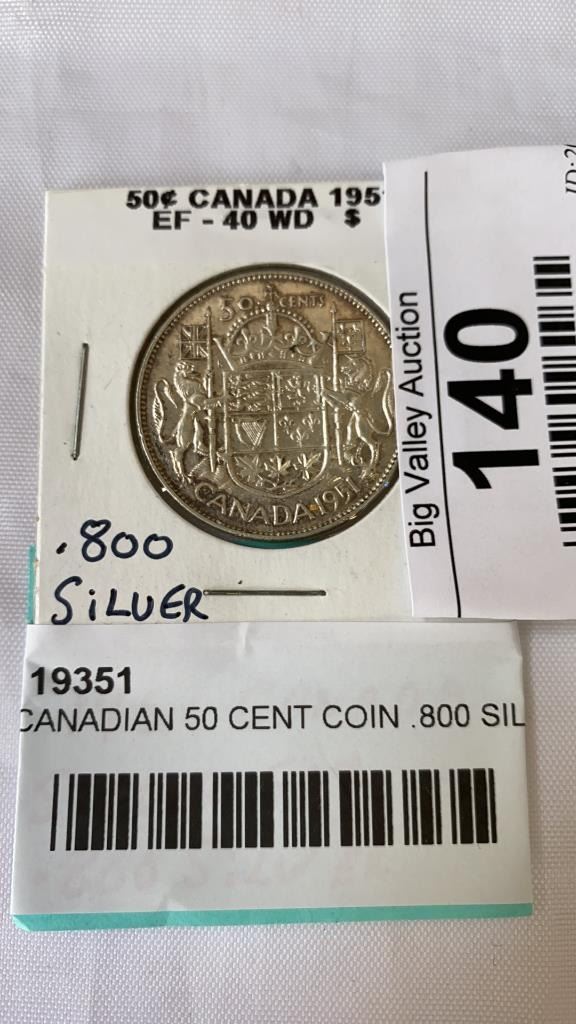 50¢ CANADA 195
EF - 40 WD $
50 CENTS
CANADA 1951
.800
SILVER
Big Valley Auction
140
19351
CANADIAN 50 CENT COIN .800 SIL